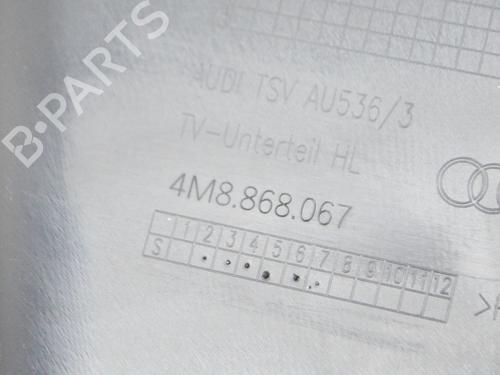 B-PARTS
AUDI TSV AU536/3
TV-Unterteil HL
4M8.868.067
1 2 3 4 5 6 7 8 9 10 11 12
S